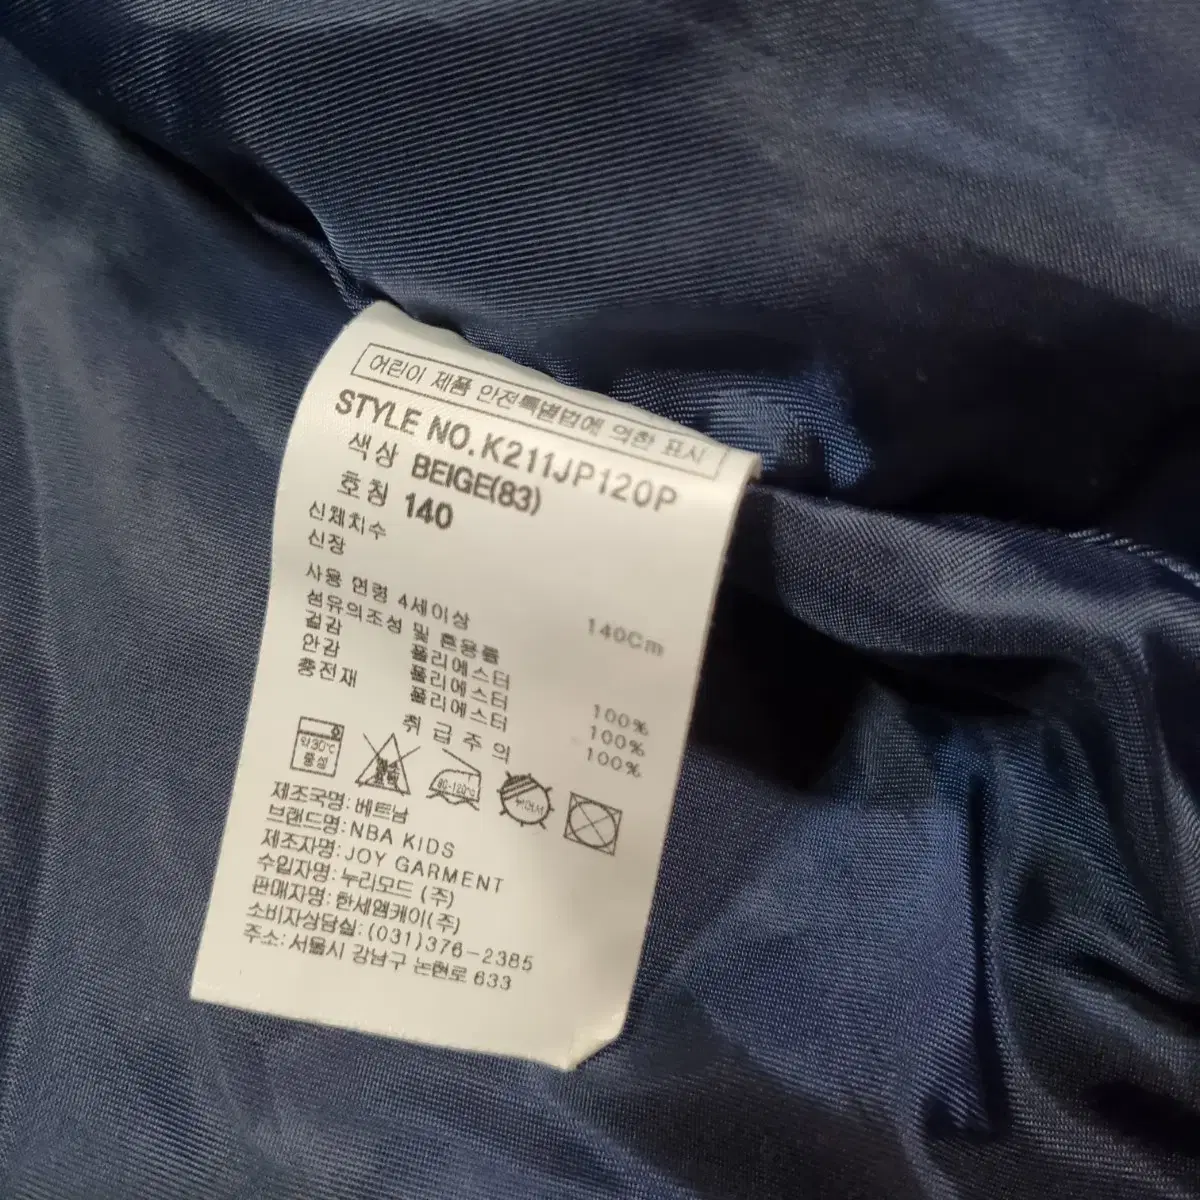 어린이 제품 안전특별법에 의한 표시
STYLE NO.K211JP120P
색상 BEIGE(83)
호칭 140
신체치수
신장 140Cm
사용 연령 4세이상
섬유의조성 및 혼용률
겉감 폴리에스터 100%
안감 폴리에스터 100%
충전재 폴리에스터 100%
취 급 주 의
약30℃
중성
80-120℃
제조국명:베트남
브랜드명:NBA KIDS
제조자명:JOY GARMENT
수입자명:누리모드 (주)
판매자명:한세엠케이(주)
소비자상담실:(031)376-2385
주소:서울시 강남구 논현로 633